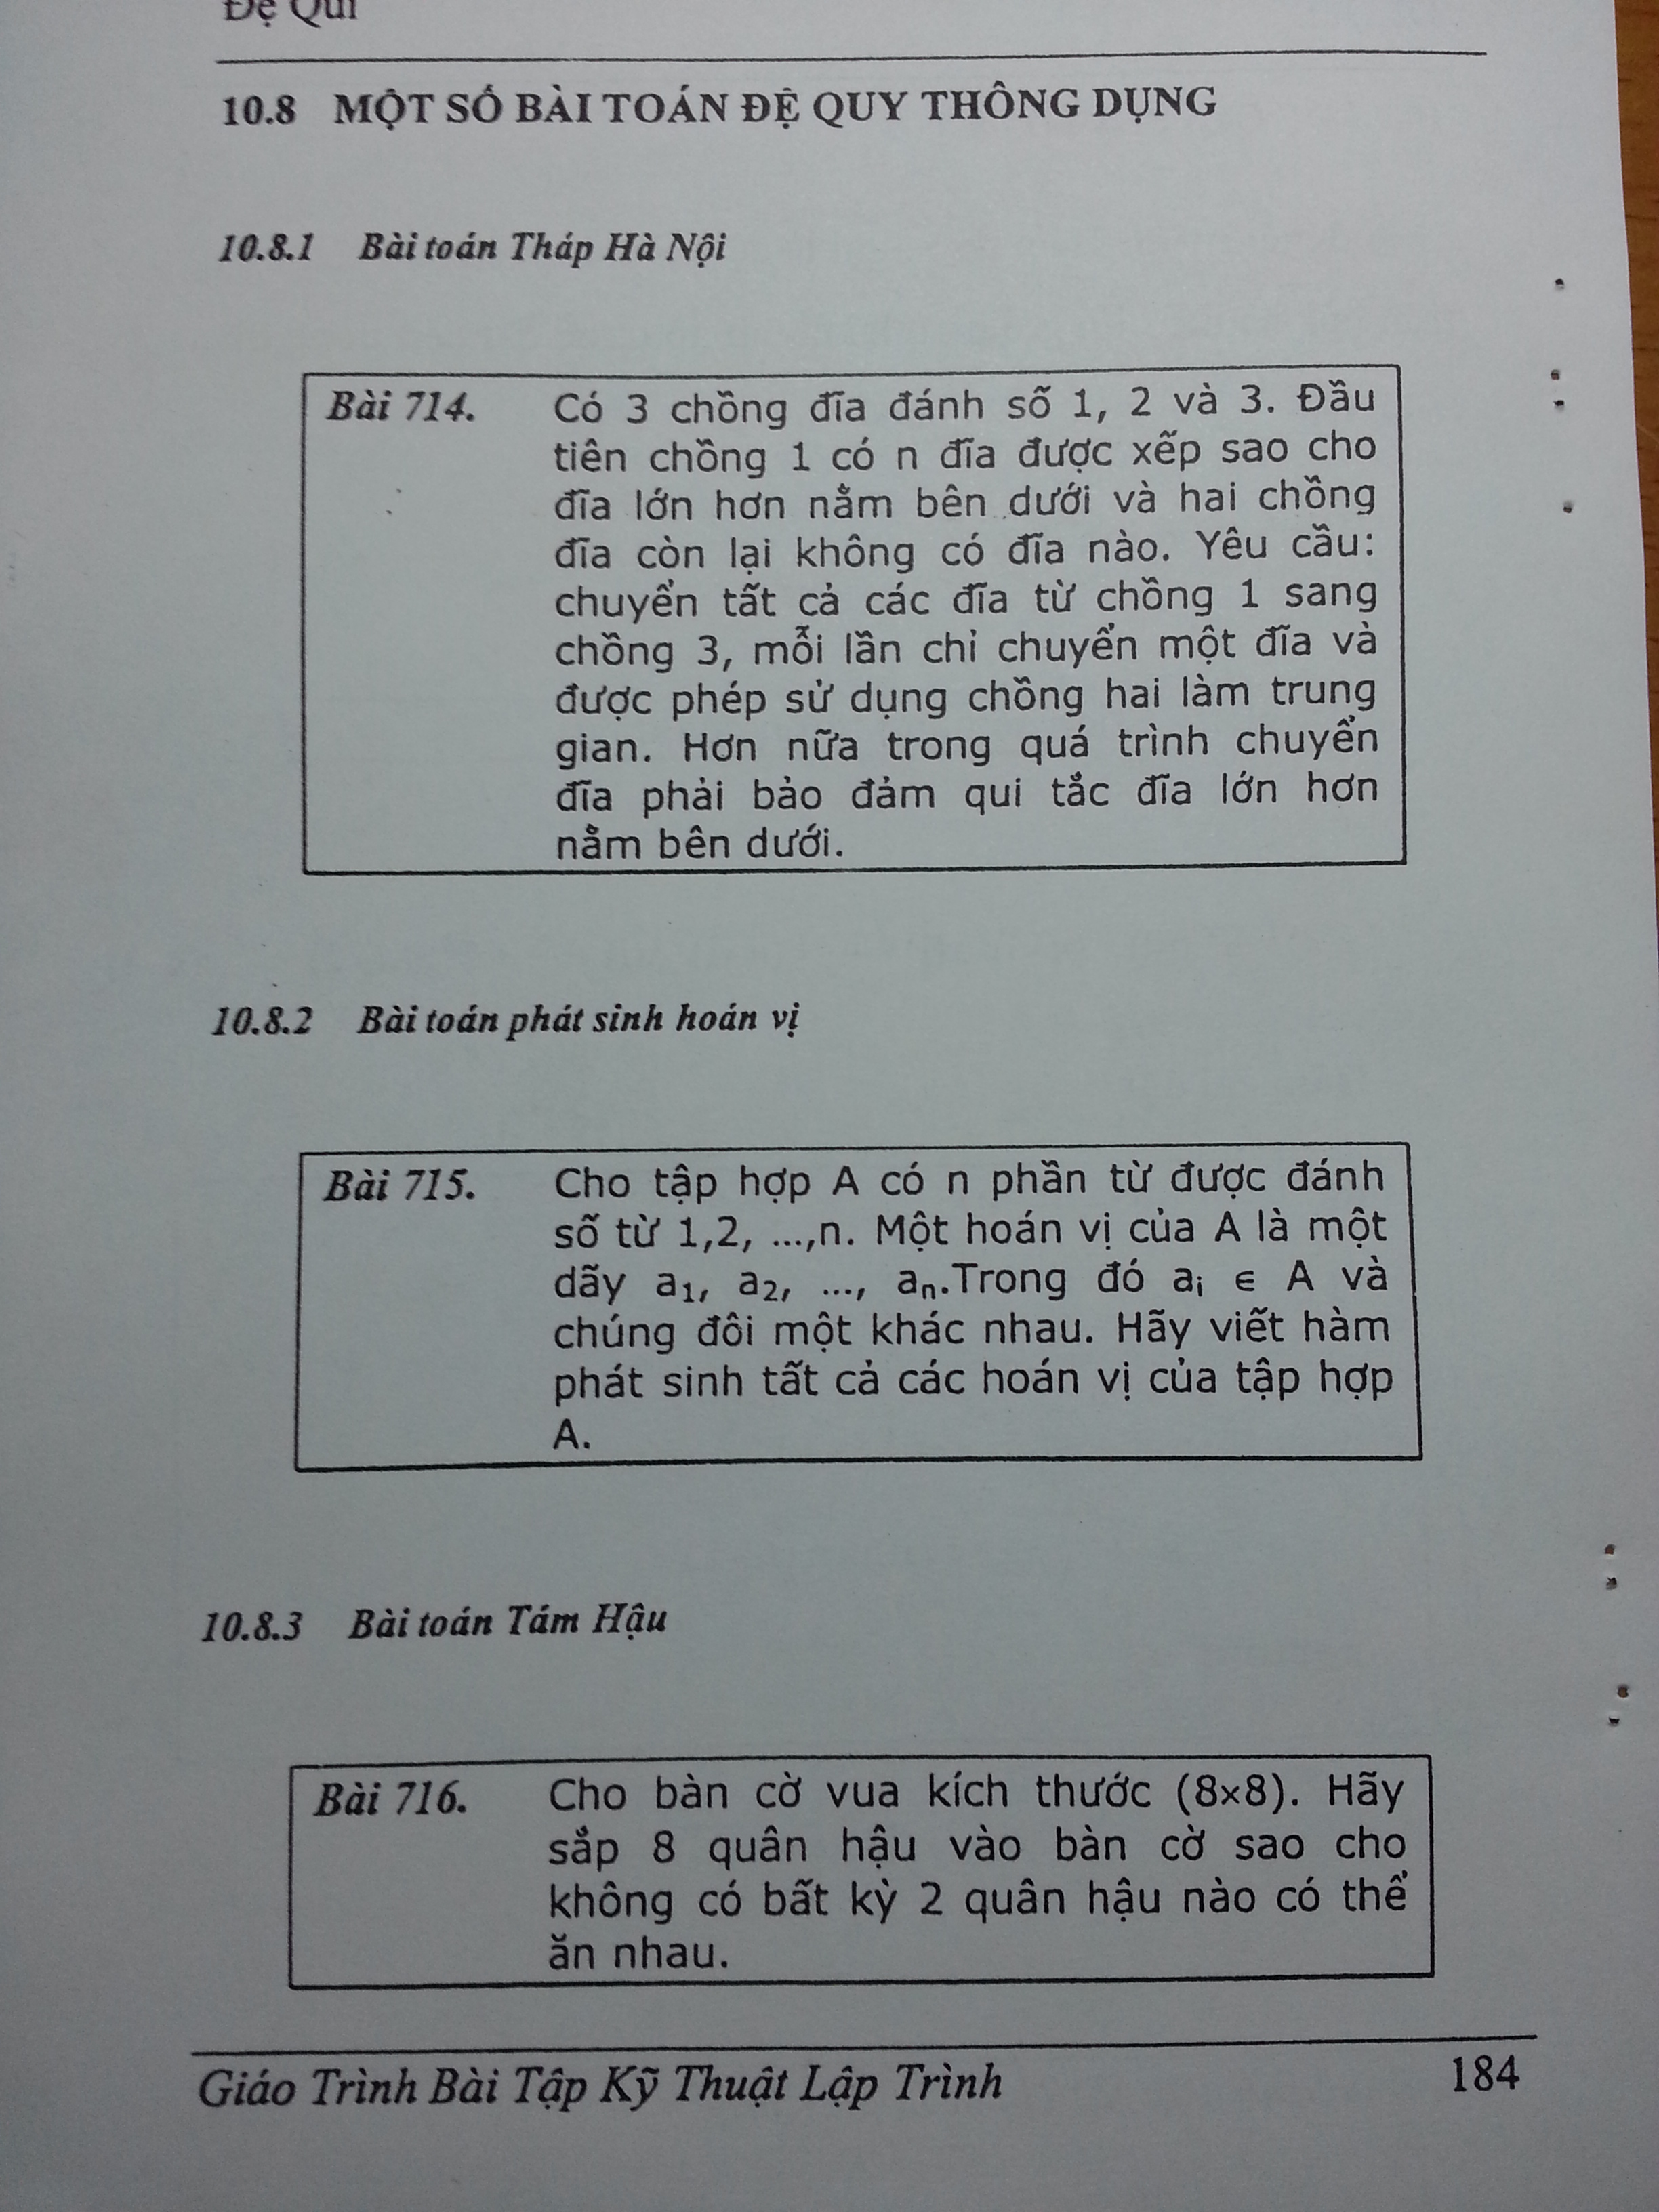 Đệ Qui
10.8 MỘT SỐ BÀI TOÁN ĐỆ QUY THÔNG DỤNG
10.8.1 Bài toán Tháp Hà Nội
Bài 714. Có 3 chồng đĩa đánh số 1, 2 và 3. Đầu
tiên chồng 1 có n đĩa được xếp sao cho
đĩa lớn hơn nằm bên dưới và hai chồng
đĩa còn lại không có đĩa nào. Yêu cầu:
chuyển tất cả các đĩa từ chồng 1 sang
chồng 3, mỗi lần chỉ chuyển một đĩa và
được phép sử dụng chồng hai làm trung
gian. Hơn nữa trong quá trình chuyển
đĩa phải bảo đảm qui tắc đĩa lớn hơn
nằm bên dưới.
10.8.2 Bài toán phát sinh hoán vị
Bài 715. Cho tập hợp A có n phần từ được đánh
số từ 1,2, ...,n. Một hoán vị của A là một
dãy a₁, a₂, ..., aₙ.Trong đó aᵢ ∈ A và
chúng đôi một khác nhau. Hãy viết hàm
phát sinh tất cả các hoán vị của tập hợp
A.
10.8.3 Bài toán Tám Hậu
Bài 716. Cho bàn cờ vua kích thước (8×8). Hãy
sắp 8 quân hậu vào bàn cờ sao cho
không có bất kỳ 2 quân hậu nào có thể
ăn nhau.
Giáo Trình Bài Tập Kỹ Thuật Lập Trình 184